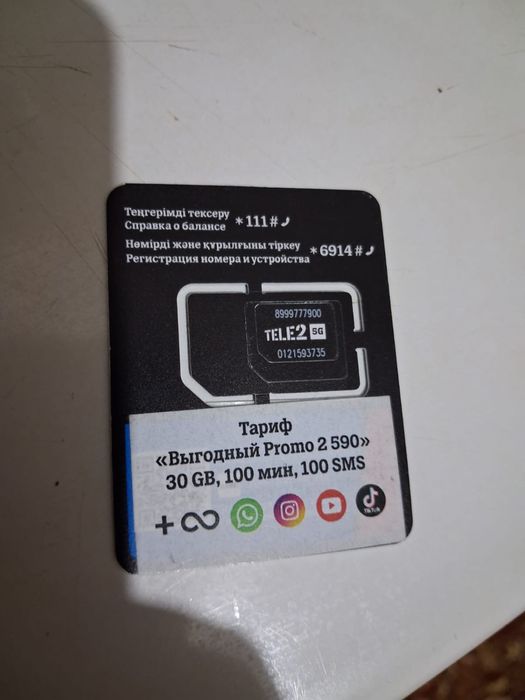 Теңгерімді тексеру
Справка о балансе
*111#
Нөмірді және құрылғыны тіркеу
Регистрация номера и устройства
*6914#
8999777900
TELE2 5G
0121593735
Тариф
«Выгодный Promo 2 590»
30 GB, 100 мин, 100 SMS
+ ∞
TikTok